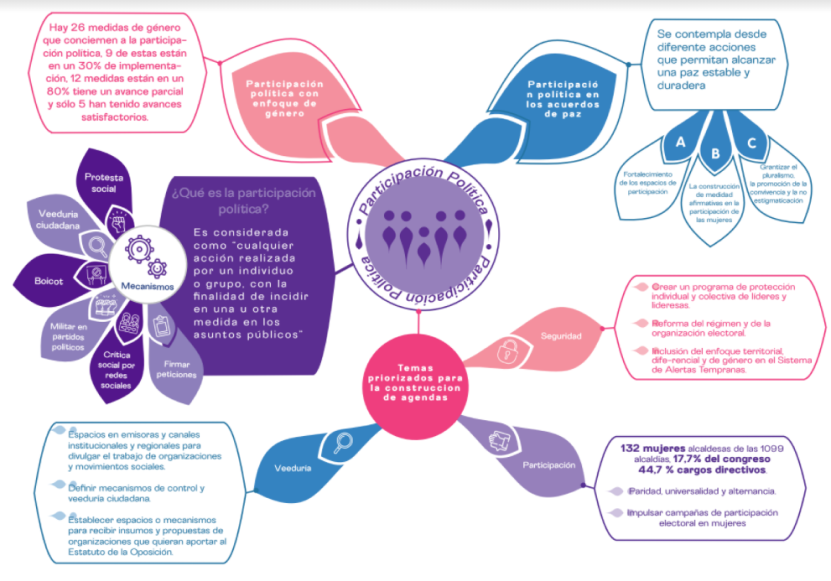 Hay 26 medidas de género
que conciernen a la participa-
ción política, 9 de estas están
en un 30% de implementa-
ción, 12 medidas están en un
80% tiene un avance parcial
y sólo 5 han tenido avances
satisfactorios.
Participación
política con
enfoque de
género
Participació
n política en
los acuerdos
de paz
Se contempla desde
diferente acciones
que permitan alcanzar
una paz estable y
duradera
A
B
C
Fortalecimiento
de los espacios de
participación
La construcción
de medidad
afirmativas en la
participación de
las mujeres
Grantizar el
pluralismo,
la promoción de la
convivencia y la no
estigmatización
Participación Política
Participación Política
¿Qué es la participación
política?
Es considerada
como "cualquier
acción realizada
por un individuo
o grupo, con la
finalidad de incidir
en una u otra
medida en los
asuntos públicos"
Mecanismos
Protesta
social
Veeduría
ciudadana
Boicot
Militar en
partidos
políticos
Crítica
social por
redes
sociales
Firmar
peticiones
Temas
priorizados para
la construccion
de agendas
Seguridad
Crear un programa de protección
individual y colectiva de líderes y
lideresas.
Reforma del régimen y de la
organización electoral.
Inclusión del enfoque territorial,
dife-rencial y de género en el Sistema
de Alertas Tempranas.
Participación
132 mujeres alcaldesas de las 1099
alcaldías, 17,7% del congreso
44,7 % cargos directivos.
Paridad, universalidad y alternancia.
Impulsar campañas de participación
electoral en mujeres
Veeduría
Espacios en emisoras y canales
institucionales y regionales para
divulgar el trabajo de organizaciones
y movimientos sociales.
Definir mecanismos de control y
veeduría ciudadana.
Establecer espacios o mecanismos
para recibir insumos y propuestas de
organizaciones que quieran aportar al
Estatuto de la Oposición.